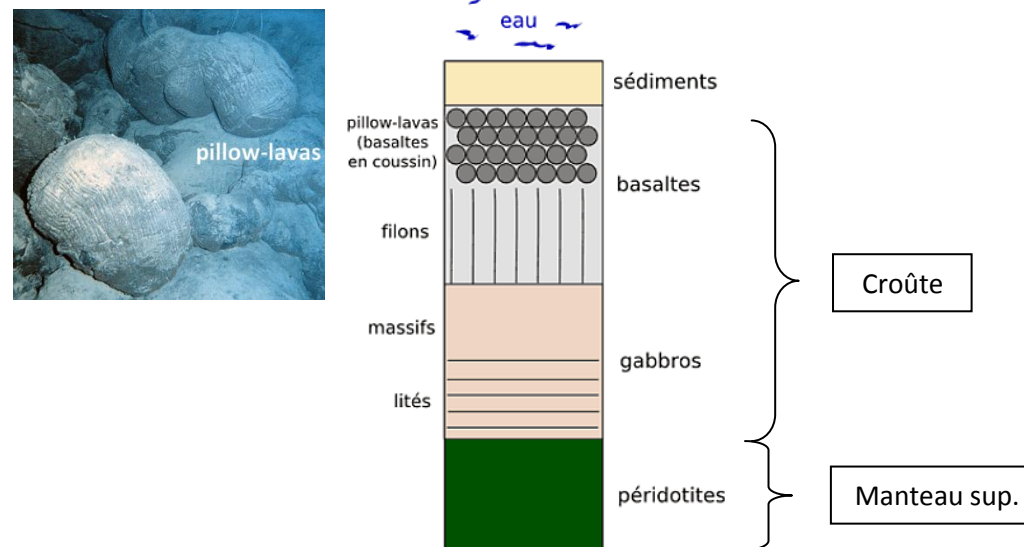 eau
pillow-lavas
sédiments
pillow-lavas
(basaltes
en coussin)
basaltes
filons
Croûte
massifs
gabbros
lités
péridotites
Manteau sup.